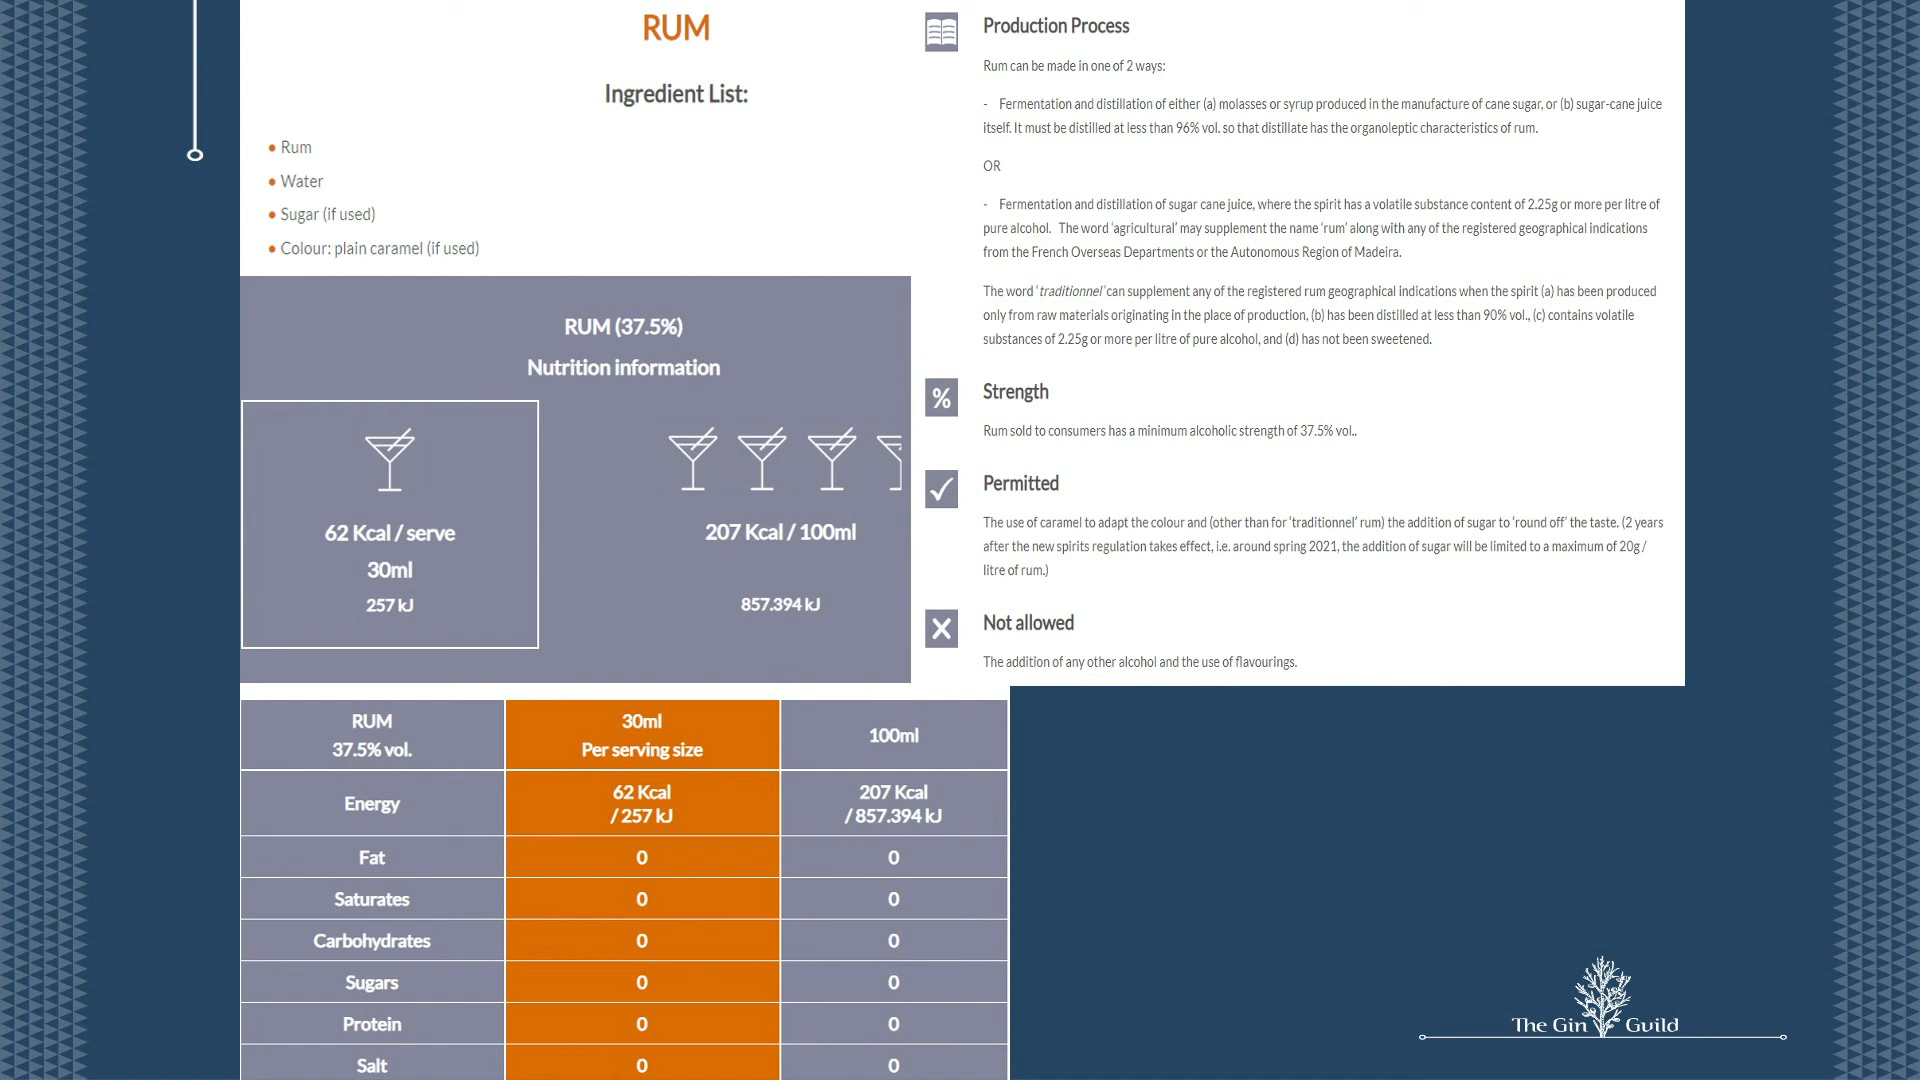 RUM
Ingredient List:
• Rum
• Water
• Sugar (if used)
• Colour: plain caramel (if used)
RUM (37.5%)
Nutrition information
62 Kcal / serve
30ml
257 kJ
207 Kcal / 100ml
857.394 kJ
RUM
37.5% vol.
30ml
Per serving size
100ml
Energy
62 Kcal
/ 257 kJ
207 Kcal
/ 857.394 kJ
Fat 0 0
Saturates 0 0
Carbohydrates 0 0
Sugars 0 0
Protein 0 0
Salt 0 0
Production Process
Rum can be made in one of 2 ways:
- Fermentation and distillation of either (a) molasses or syrup produced in the manufacture of cane sugar, or (b) sugar-cane juice
itself. It must be distilled at less than 96% vol. so that distillate has the organoleptic characteristics of rum.
OR
- Fermentation and distillation of sugar cane juice, where the spirit has a volatile substance content of 2.25g or more per litre of
pure alcohol. The word 'agricultural' may supplement the name 'rum' along with any of the registered geographical indications
from the French Overseas Departments or the Autonomous Region of Madeira.
The word 'traditionnel' can supplement any of the registered rum geographical indications when the spirit (a) has been produced
only from raw materials originating in the place of production, (b) has been distilled at less than 90% vol., (c) contains volatile
substances of 2.25g or more per litre of pure alcohol, and (d) has not been sweetened.
%
Strength
Rum sold to consumers has a minimum alcoholic strength of 37.5% vol..
Permitted
The use of caramel to adapt the colour and (other than for 'traditionnel' rum) the addition of sugar to 'round off' the taste. (2 years
after the new spirits regulation takes effect, i.e. around spring 2021, the addition of sugar will be limited to a maximum of 20g /
litre of rum.)
Not allowed
The addition of any other alcohol and the use of flavourings.
The Gin Guild